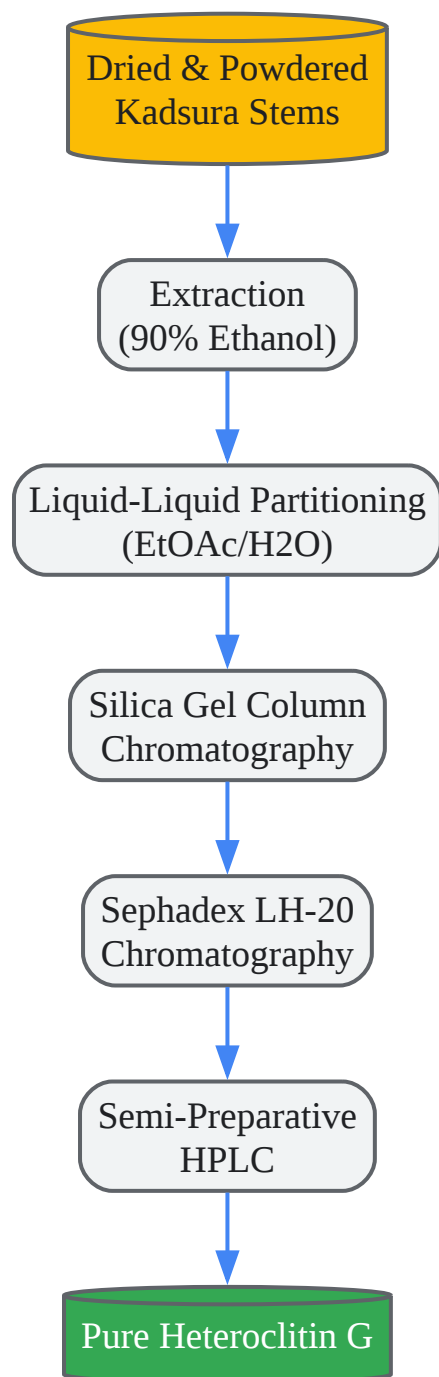 Dried & Powdered
Kadsura Stems
Extraction
(90% Ethanol)
Liquid-Liquid Partitioning
(EtOAc/H2O)
Silica Gel Column
Chromatography
Sephadex LH-20
Chromatography
Semi-Preparative
HPLC
Pure Heteroclitin G